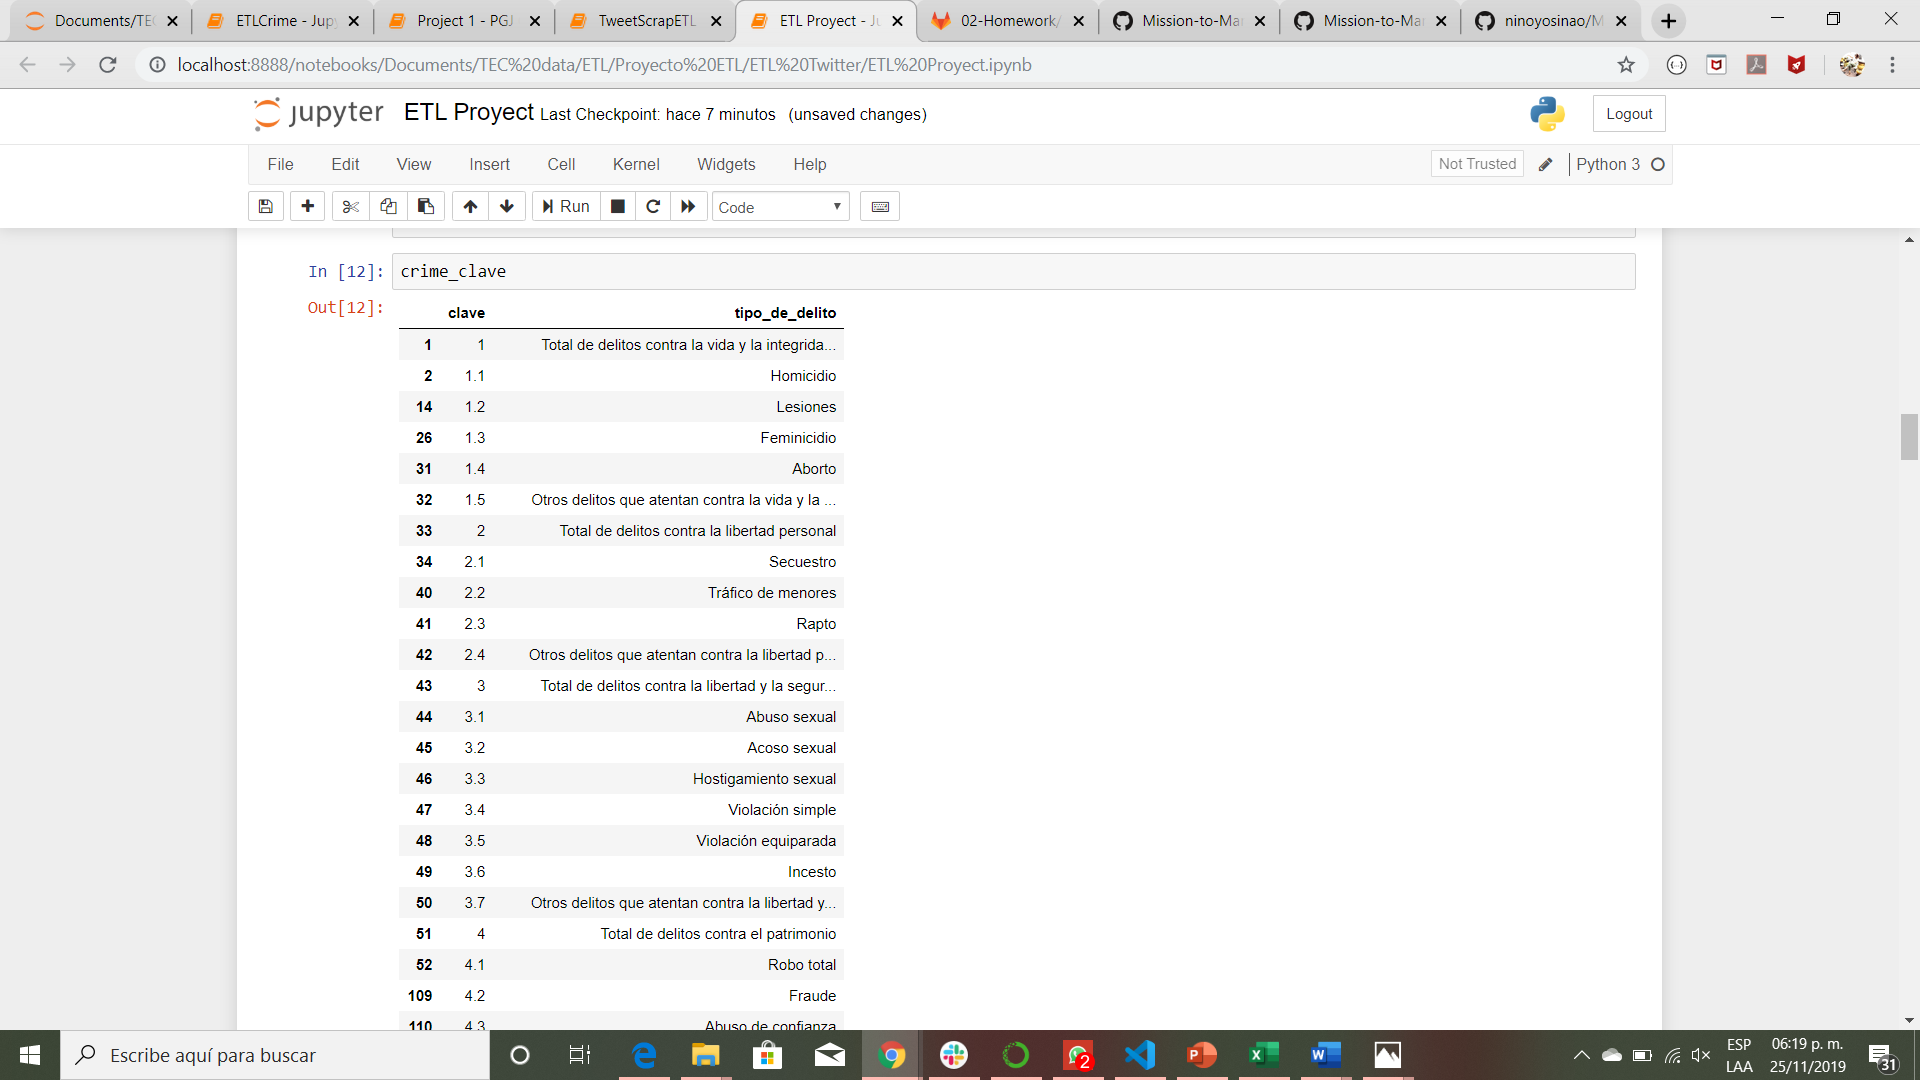 Documents/TEC
ETLCrime - Jup
Project 1 - PGJ
TweetScrapETL
ETL Proyect - Ju
02-Homework/
Mission-to-Mar
Mission-to-Mar
ninoyosinao/M
localhost:8888/notebooks/Documents/TEC%20data/ETL/Proyecto%20ETL/ETL%20Twitter/ETL%20Proyect.ipynb
jupyter ETL Proyect Last Checkpoint: hace 7 minutos (unsaved changes)
Logout
File Edit View Insert Cell Kernel Widgets Help
Not Trusted
Python 3
Run
Code
In [12]: crime_clave
Out[12]:
clave tipo_de_delito
1 1 Total de delitos contra la vida y la integrida...
2 1.1 Homicidio
14 1.2 Lesiones
26 1.3 Feminicidio
31 1.4 Aborto
32 1.5 Otros delitos que atentan contra la vida y la ...
33 2 Total de delitos contra la libertad personal
34 2.1 Secuestro
40 2.2 Tráfico de menores
41 2.3 Rapto
42 2.4 Otros delitos que atentan contra la libertad p...
43 3 Total de delitos contra la libertad y la segur...
44 3.1 Abuso sexual
45 3.2 Acoso sexual
46 3.3 Hostigamiento sexual
47 3.4 Violación simple
48 3.5 Violación equiparada
49 3.6 Incesto
50 3.7 Otros delitos que atentan contra la libertad y...
51 4 Total de delitos contra el patrimonio
52 4.1 Robo total
109 4.2 Fraude
110 4.3 Abuso de confianza
Escribe aquí para buscar
2
ESP
LAA
06:19 p. m.
25/11/2019
31